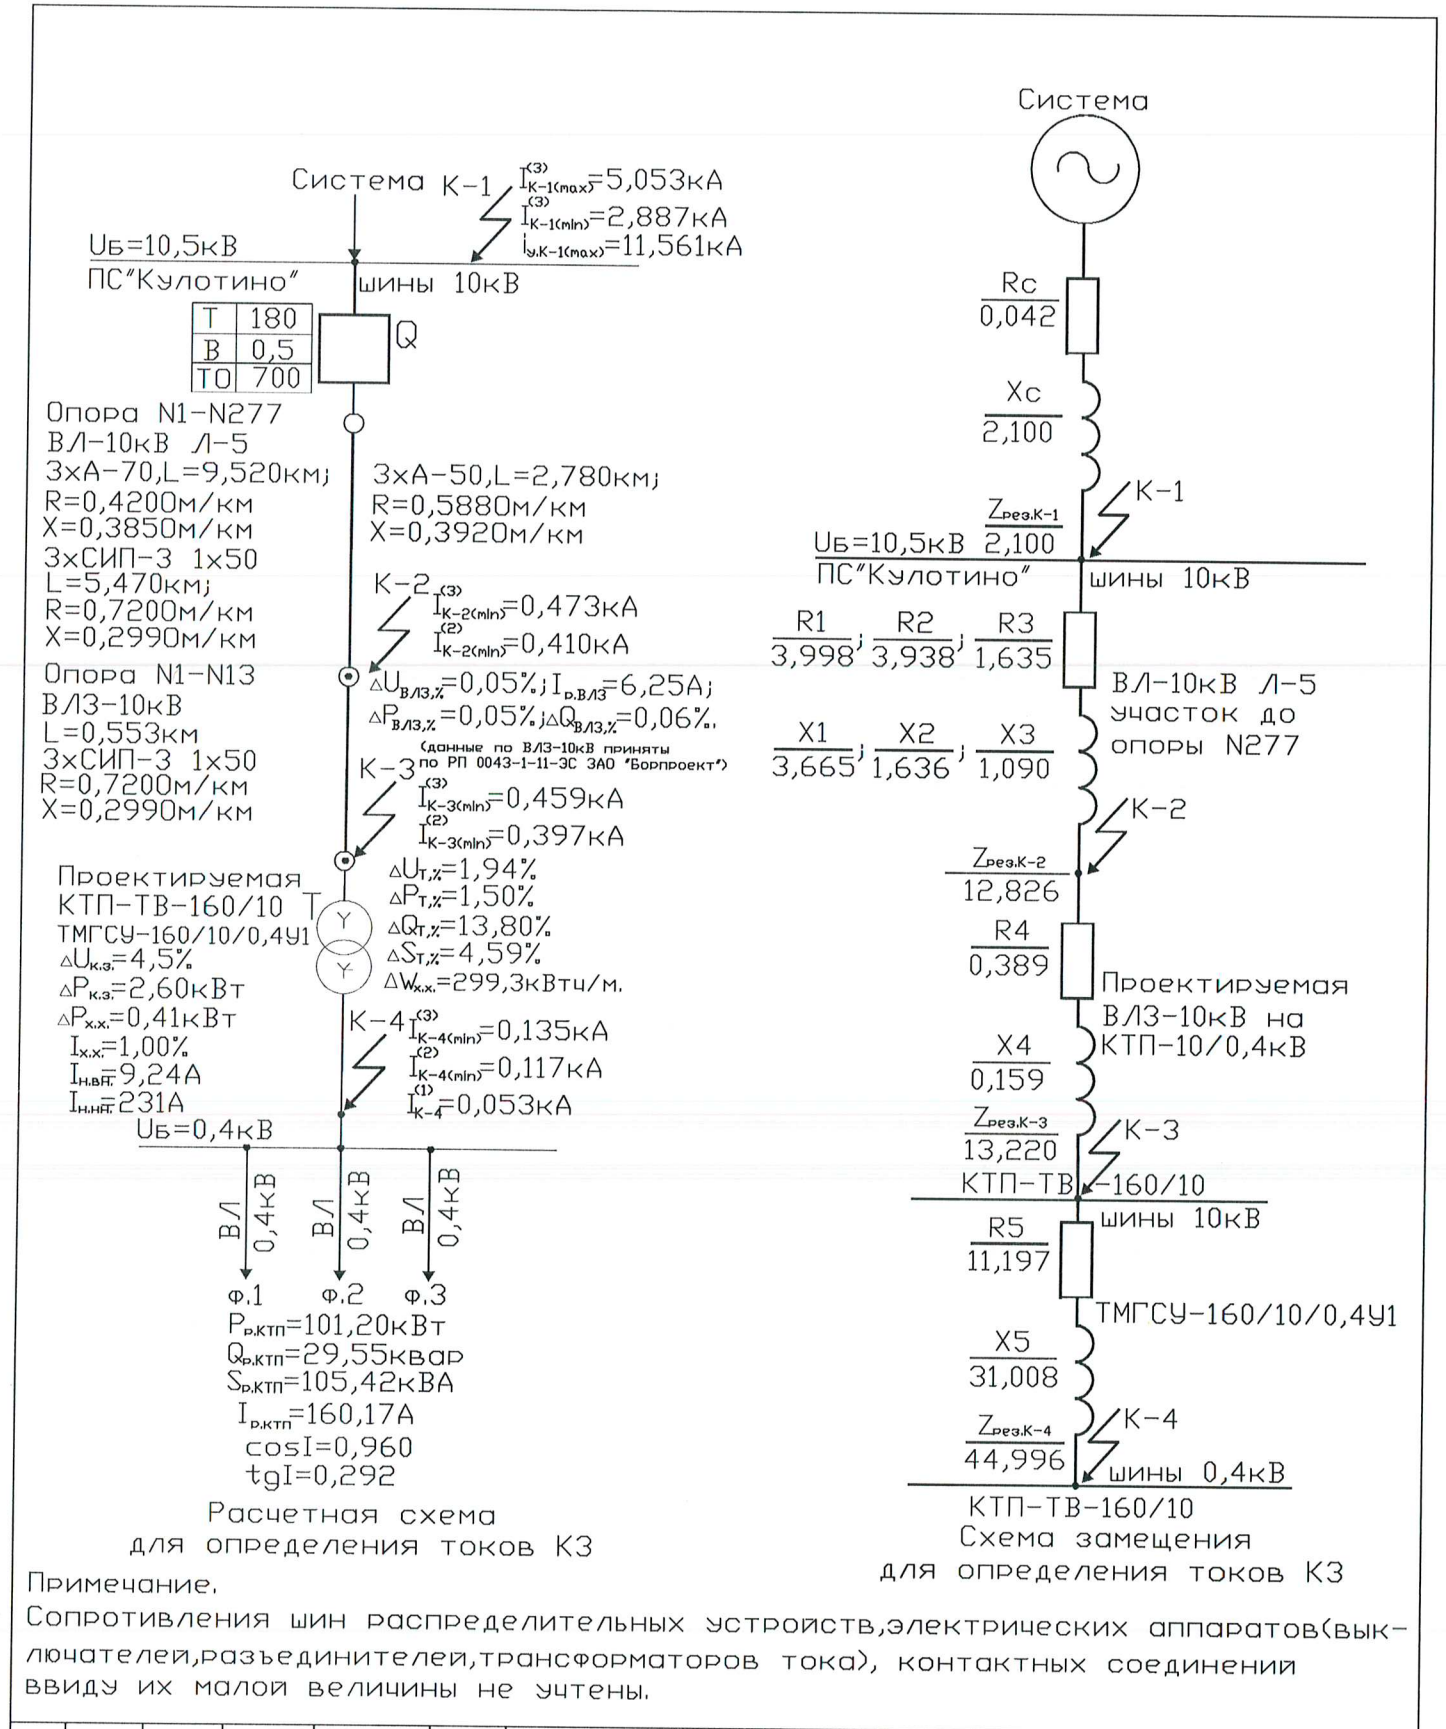 Система К-1
I(3)К-1(max)=5,053кА
I(3)К-1(min)=2,887кА
iу.К-1(max)=11,561кА
UБ=10,5кВ
ПС"Кулотино"
шины 10кВ
Т 180
В 0,5
ТО 700
Q
Опора N1-N277
ВЛ-10кВ Л-5
3хА-70,L=9,520км;
R=0,420Ом/км
X=0,385Ом/км
3хСИП-3 1х50
L=5,470км;
R=0,720Ом/км
X=0,299Ом/км
3хА-50,L=2,780км;
R=0,588Ом/км
X=0,392Ом/км
К-2
I(3)К-2(min)=0,473кА
I(2)К-2(min)=0,410кА
Опора N1-N13
ВЛЗ-10кВ
L=0,553км
3хСИП-3 1х50
R=0,720Ом/км
X=0,299Ом/км
△UВЛЗ,%=0,05%;Iр.ВЛЗ=6,25А;
△PВЛЗ,%=0,05%;△QВЛЗ,%=0,06%.
(данные по ВЛЗ-10кВ приняты
по РП 0043-1-11-ЭС ЗАО "Борпроект")
К-3
I(3)К-3(min)=0,459кА
I(2)К-3(min)=0,397кА
Проектируемая
КТП-ТВ-160/10 Т
ТМГСУ-160/10/0,4У1
△Uк.з.=4,5%
△Pк.з.=2,60кВт
△Pх.х.=0,41кВт
Iх.х.=1,00%
Iн.вн.=9,24А
Iн.нн.=231А
△UТ,%=1,94%
△PТ,%=1,50%
△QТ,%=13,80%
△SТ,%=4,59%
△Wх.х.=299,3кВтч/м.
К-4
I(3)К-4(min)=0,135кА
I(2)К-4(min)=0,117кА
I(1)К-4=0,053кА
UБ=0,4кВ
ВЛ 0,4кВ
ВЛ 0,4кВ
ВЛ 0,4кВ
Ф.1 Ф.2 Ф.3
Pр.ктп=101,20кВт
Qр.ктп=29,55квар
Sр.ктп=105,42кВА
Iр.ктп=160,17А
cosI=0,960
tgI=0,292
Расчетная схема
для определения токов КЗ
Система
Rс
0,042
Xс
2,100
К-1
Zрез.К-1
2,100
UБ=10,5кВ
ПС"Кулотино"
шины 10кВ
R1 ; R2 ; R3
3,998 3,938 1,635
ВЛ-10кВ Л-5
участок до
опоры N277
X1 ; X2 ; X3
3,665 1,636 1,090
К-2
Zрез.К-2
12,826
R4
0,389
Проектируемая
ВЛЗ-10кВ на
КТП-10/0,4кВ
X4
0,159
Zрез.К-3
13,220
К-3
КТП-ТВ-160/10
шины 10кВ
R5
11,197
ТМГСУ-160/10/0,4У1
X5
31,008
К-4
Zрез.К-4
44,996
шины 0,4кВ
КТП-ТВ-160/10
Схема замещения
для определения токов КЗ
Примечание.
Сопротивления шин распределительных устройств,электрических аппаратов(вык-
лючателей,разъединителей,трансформаторов тока), контактных соединений
ввиду их малой величины не учтены.